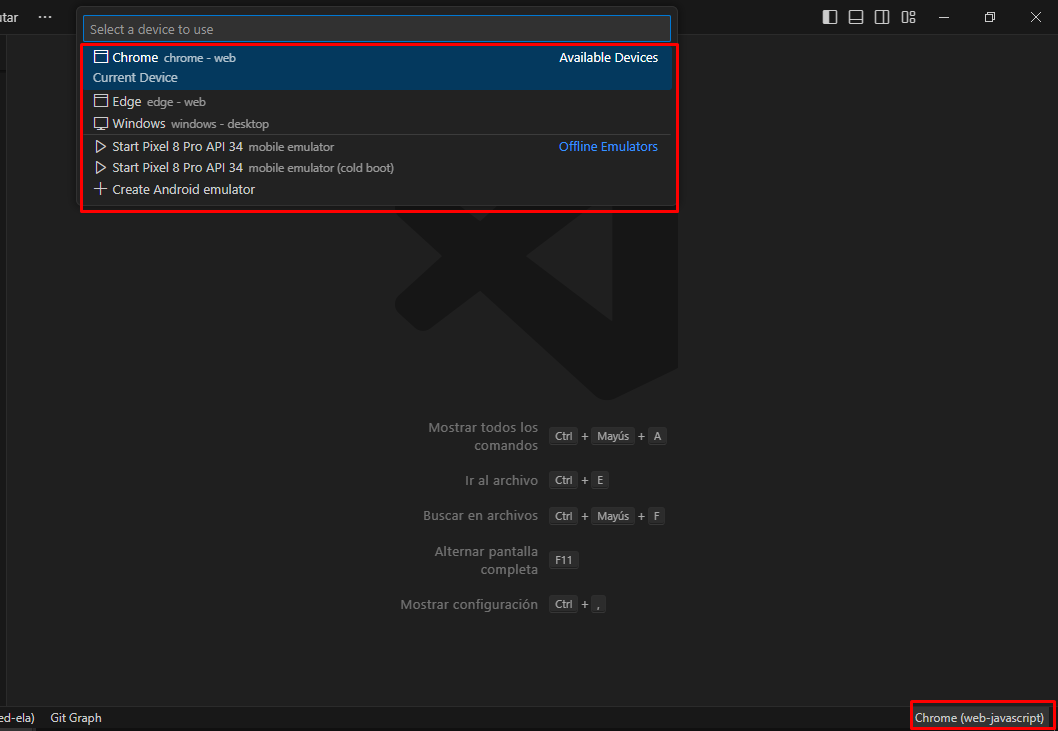 Select a device to use
Chrome chrome - web Available Devices
Current Device
Edge edge - web
Windows windows - desktop
Start Pixel 8 Pro API 34 mobile emulator Offline Emulators
Start Pixel 8 Pro API 34 mobile emulator (cold boot)
Create Android emulator
Mostrar todos los
comandos Ctrl + Mayús + A
Ir al archivo Ctrl + E
Buscar en archivos Ctrl + Mayús + F
Alternar pantalla
completa F11
Mostrar configuración Ctrl + ,
Git Graph Chrome (web-javascript)